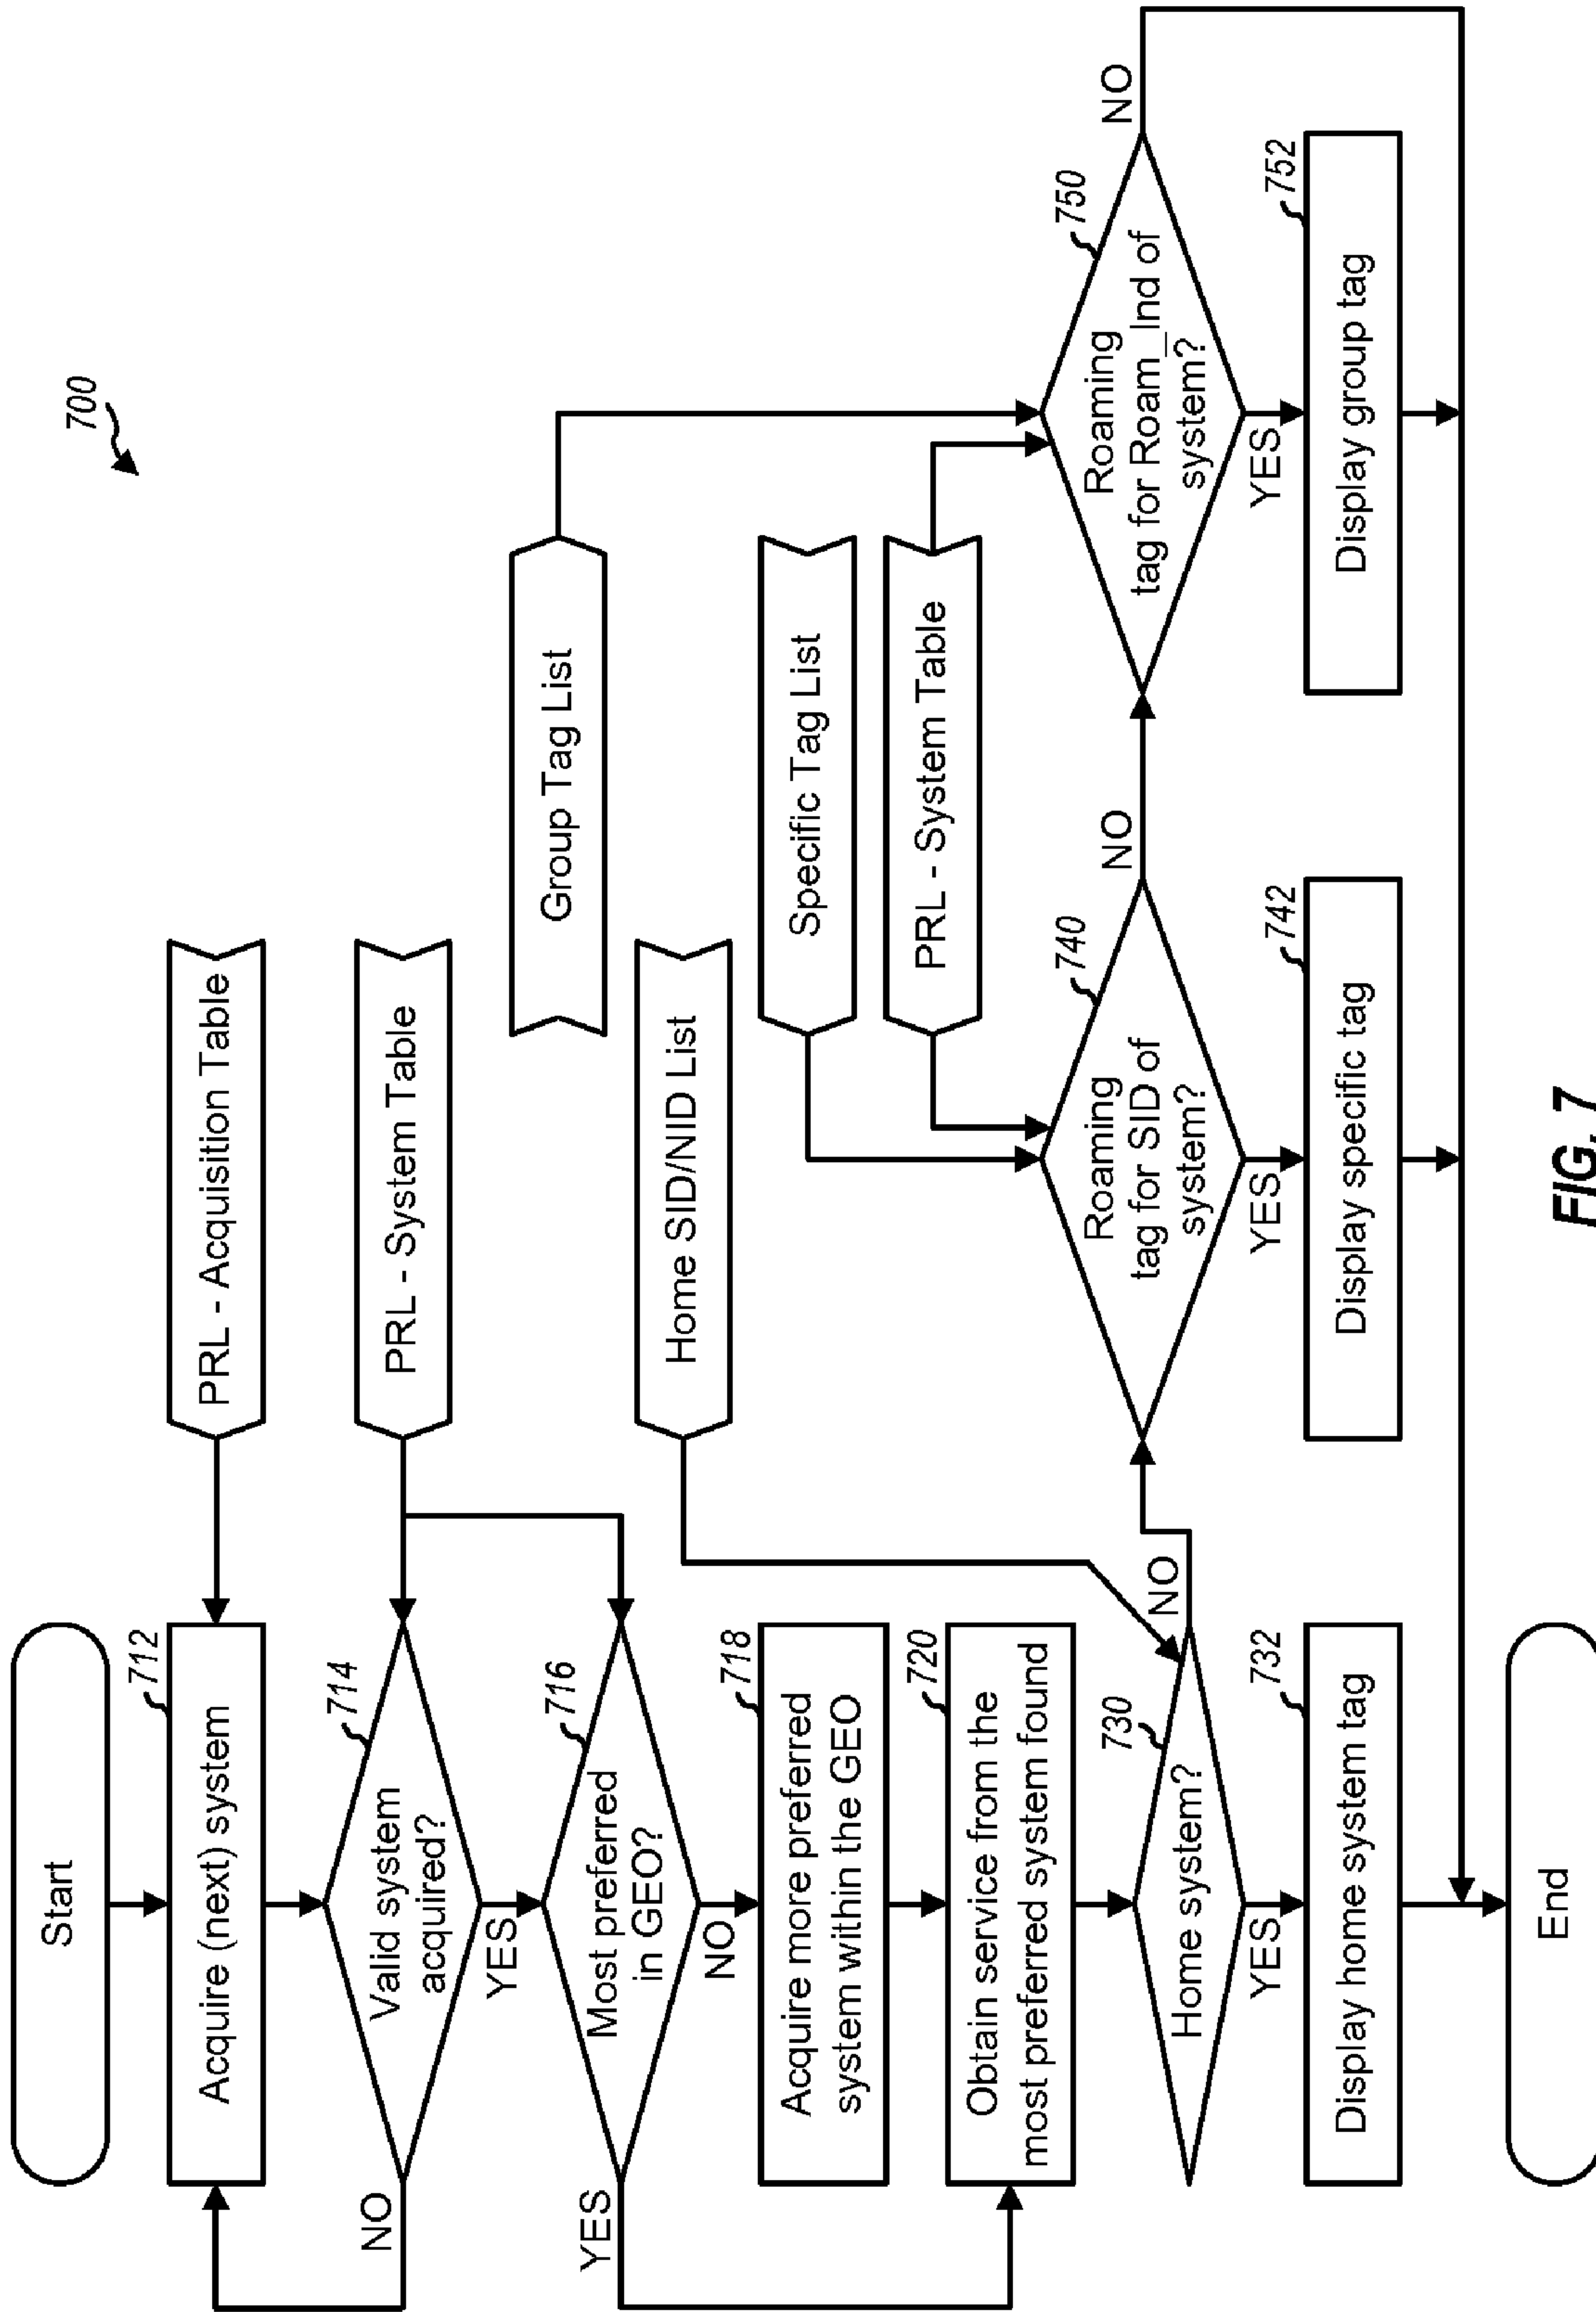 700
Start
712
Acquire (next) system
PRL - Acquisition Table
714
Valid system
acquired?
NO
YES
PRL - System Table
716
Most preferred
in GEO?
YES
NO
718
Acquire more preferred
system within the GEO
720
Obtain service from the
most preferred system found
Home SID/NID List
730
Home system?
NO
YES
732
Display home system tag
Group Tag List
Specific Tag List
PRL - System Table
740
Roaming
tag for SID of
system?
NO
YES
742
Display specific tag
750
Roaming
tag for Roam_Ind of
system?
NO
YES
752
Display group tag
End
FIG. 7